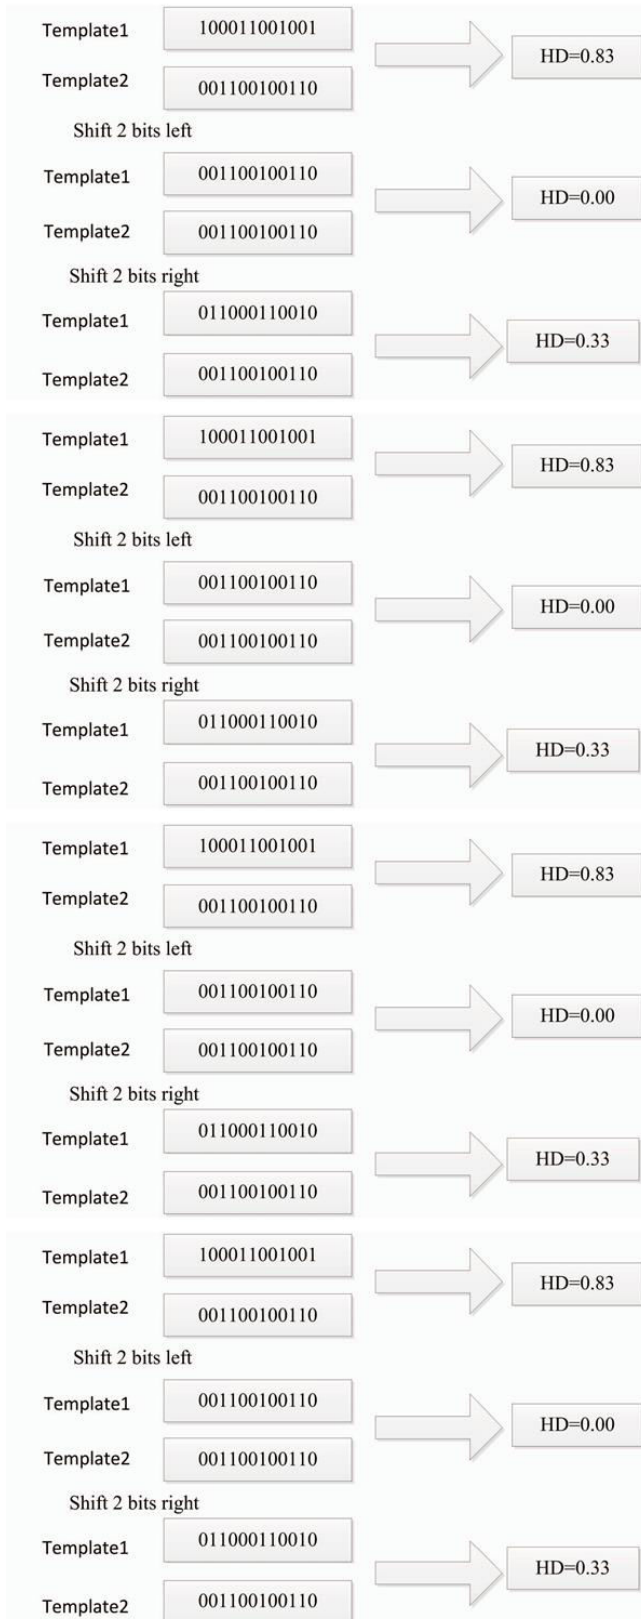 Template1 100011001001
HD=0.83
Template2 001100100110
Shift 2 bits left
Template1 001100100110
HD=0.00
Template2 001100100110
Shift 2 bits right
Template1 011000110010
HD=0.33
Template2 001100100110
Template1 100011001001
HD=0.83
Template2 001100100110
Shift 2 bits left
Template1 001100100110
HD=0.00
Template2 001100100110
Shift 2 bits right
Template1 011000110010
HD=0.33
Template2 001100100110
Template1 100011001001
HD=0.83
Template2 001100100110
Shift 2 bits left
Template1 001100100110
HD=0.00
Template2 001100100110
Shift 2 bits right
Template1 011000110010
HD=0.33
Template2 001100100110
Template1 100011001001
HD=0.83
Template2 001100100110
Shift 2 bits left
Template1 001100100110
HD=0.00
Template2 001100100110
Shift 2 bits right
Template1 011000110010
HD=0.33
Template2 001100100110